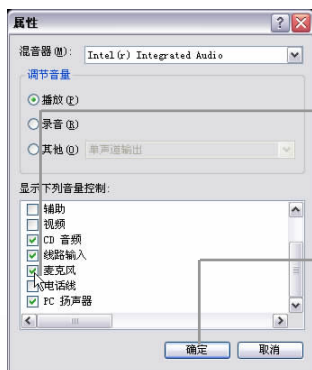 属性
混音器(M): Intel(r) Integrated Audio
调节音量
播放(P)
录音(R)
其他(O) 单声道输出
显示下列音量控制:
辅助
视频
CD 音频
线路输入
麦克风
电话线
PC 扬声器
确定 取消